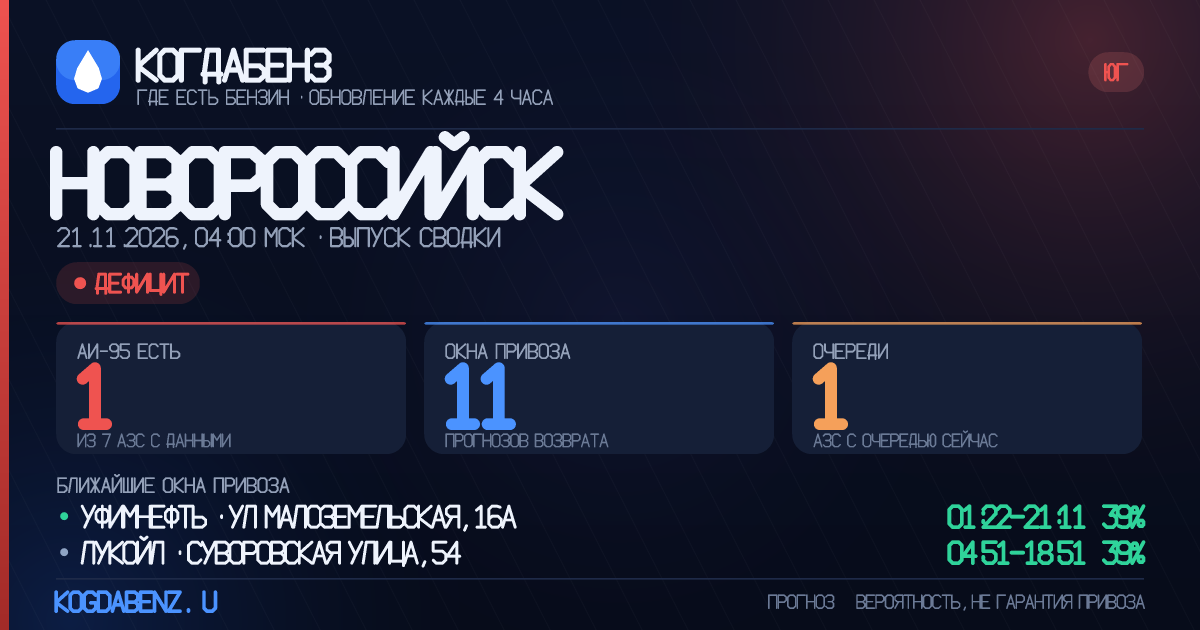 КОГДАБЕНЗ
ГДЕ ЕСТЬ БЕНЗИН · ОБНОВЛЕНИЕ КАЖДЫЕ 4 ЧАСА
ЮГ
НОВОРОССИЙСК
21.11.2026, 04:00 МСК · ВЫПУСК СВОДКИ
ДЕФИЦИТ
АИ-95 ЕСТЬ
1
ИЗ 7 АЗС С ДАННЫМИ
ОКНА ПРИВОЗА
11
ПРОГНОЗОВ ВОЗВРАТА
ОЧЕРЕДИ
1
АЗС С ОЧЕРЕДЬЮ СЕЙЧАС
БЛИЖАЙШИЕ ОКНА ПРИВОЗА
УФИМНЕФТЬ · УЛ МАЛОЗЕМЕЛЬСКАЯ, 16А 01:22–21:11 39%
ЛУКОЙЛ · СУВОРОВСКАЯ УЛИЦА, 54 04 51–18 51 39%
KOGDABENZ. U
ПРОГНОЗ ВЕРОЯТНОСТЬ, НЕ ГАРАНТИЯ ПРИВОЗА